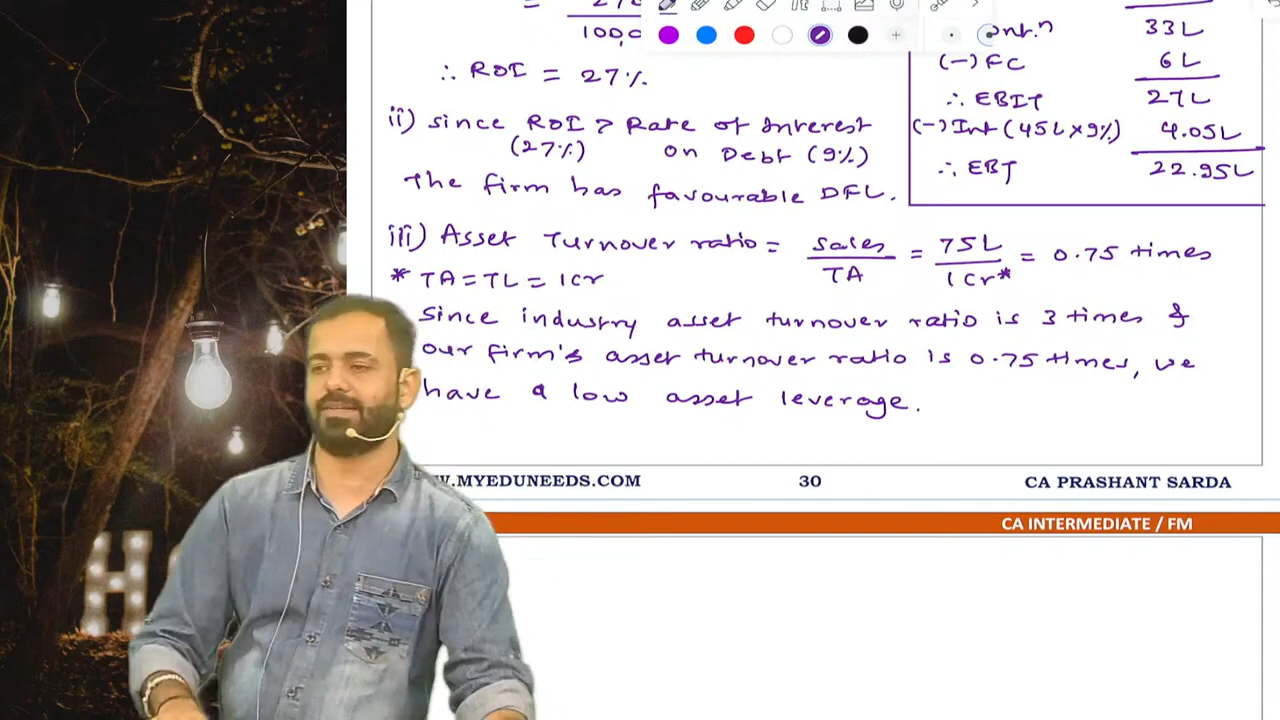 =
100,0
∴ ROI = 27%
ii) Since ROI > Rate of Interest
(27%) on Debt (9%)
The firm has favourable DFL.
iii) Asset Turnover ratio = Sales / TA = 75L / 1Cr* = 0.75 times
* TA = TL = 1cr
Since industry asset turnover ratio is 3 times &
our firm's asset turnover ratio is 0.75 times, we
have a low asset leverage.
ont.n 33L
(-) FC 6L
∴ EBIT 27L
(-) Int (45L x 9%) 4.05L
∴ EBT 22.95L
W.MYEDUNEEDS.COM 30 CA PRASHANT SARDA
CA INTERMEDIATE / FM
H